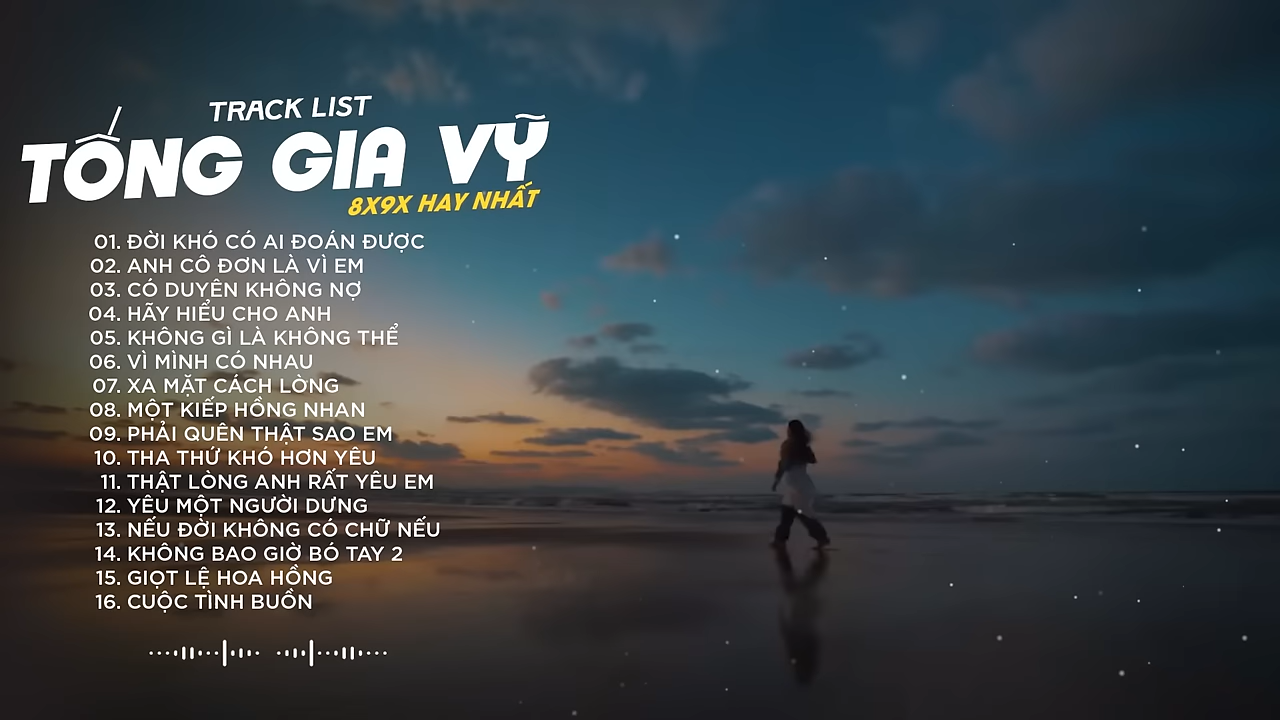 TRACK LIST
TỐNG GIA VỸ
8X9X HAY NHẤT
01. ĐỜI KHÓ CÓ AI ĐOÁN ĐƯỢC
02. ANH CÔ ĐƠN LÀ VÌ EM
03. CÓ DUYÊN KHÔNG NỢ
04. HÃY HIỂU CHO ANH
05. KHÔNG GÌ LÀ KHÔNG THỂ
06. VÌ MÌNH CÓ NHAU
07. XA MẶT CÁCH LÒNG
08. MỘT KIẾP HỒNG NHAN
09. PHẢI QUÊN THẬT SAO EM
10. THA THỨ KHÓ HƠN YÊU
11. THẬT LÒNG ANH RẤT YÊU EM
12. YÊU MỘT NGƯỜI DƯNG
13. NẾU ĐỜI KHÔNG CÓ CHỮ NẾU
14. KHÔNG BAO GIỜ BÓ TAY 2
15. GIỌT LỆ HOA HỒNG
16. CUỘC TÌNH BUỒN